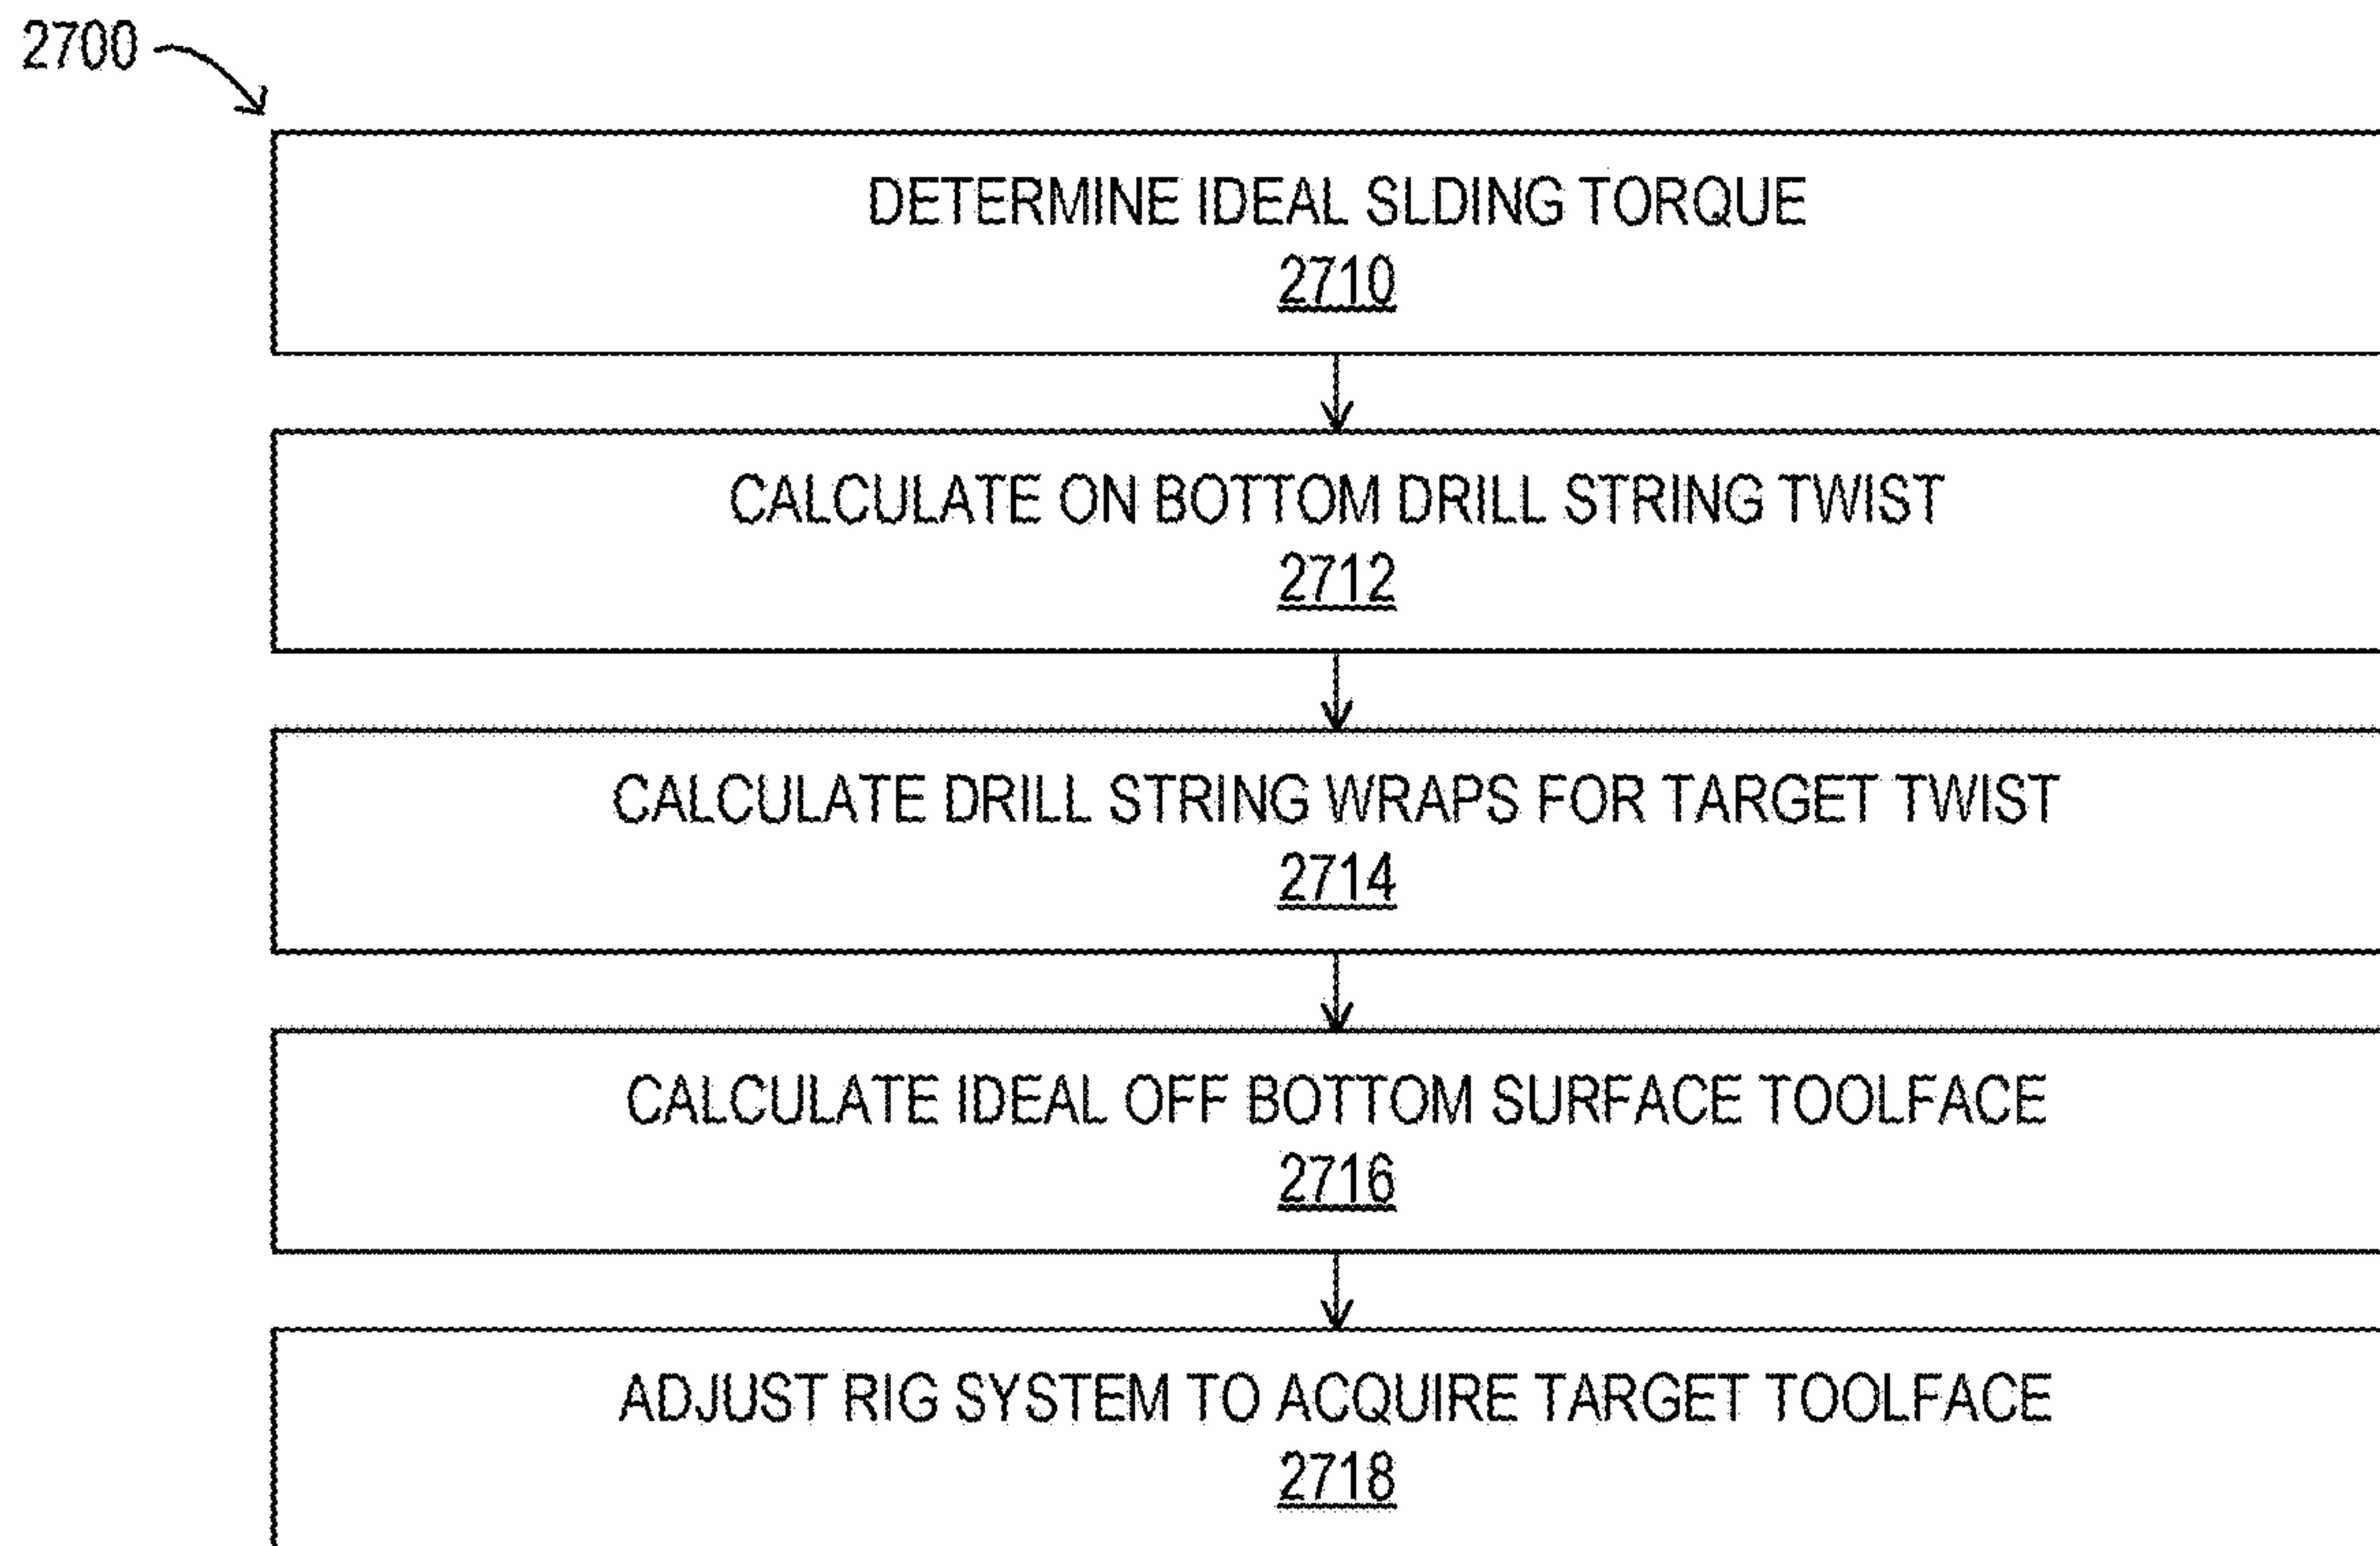 2700
DETERMINE IDEAL SLDING TORQUE
2710
CALCULATE ON BOTTOM DRILL STRING TWIST
2712
CALCULATE DRILL STRING WRAPS FOR TARGET TWIST
2714
CALCULATE IDEAL OFF BOTTOM SURFACE TOOLFACE
2716
ADJUST RIG SYSTEM TO ACQUIRE TARGET TOOLFACE
2718